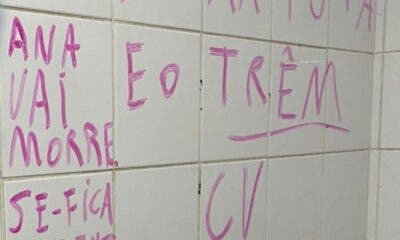 ANA
VAI
MORRE
E O TRÊM
SE-FICA
CV